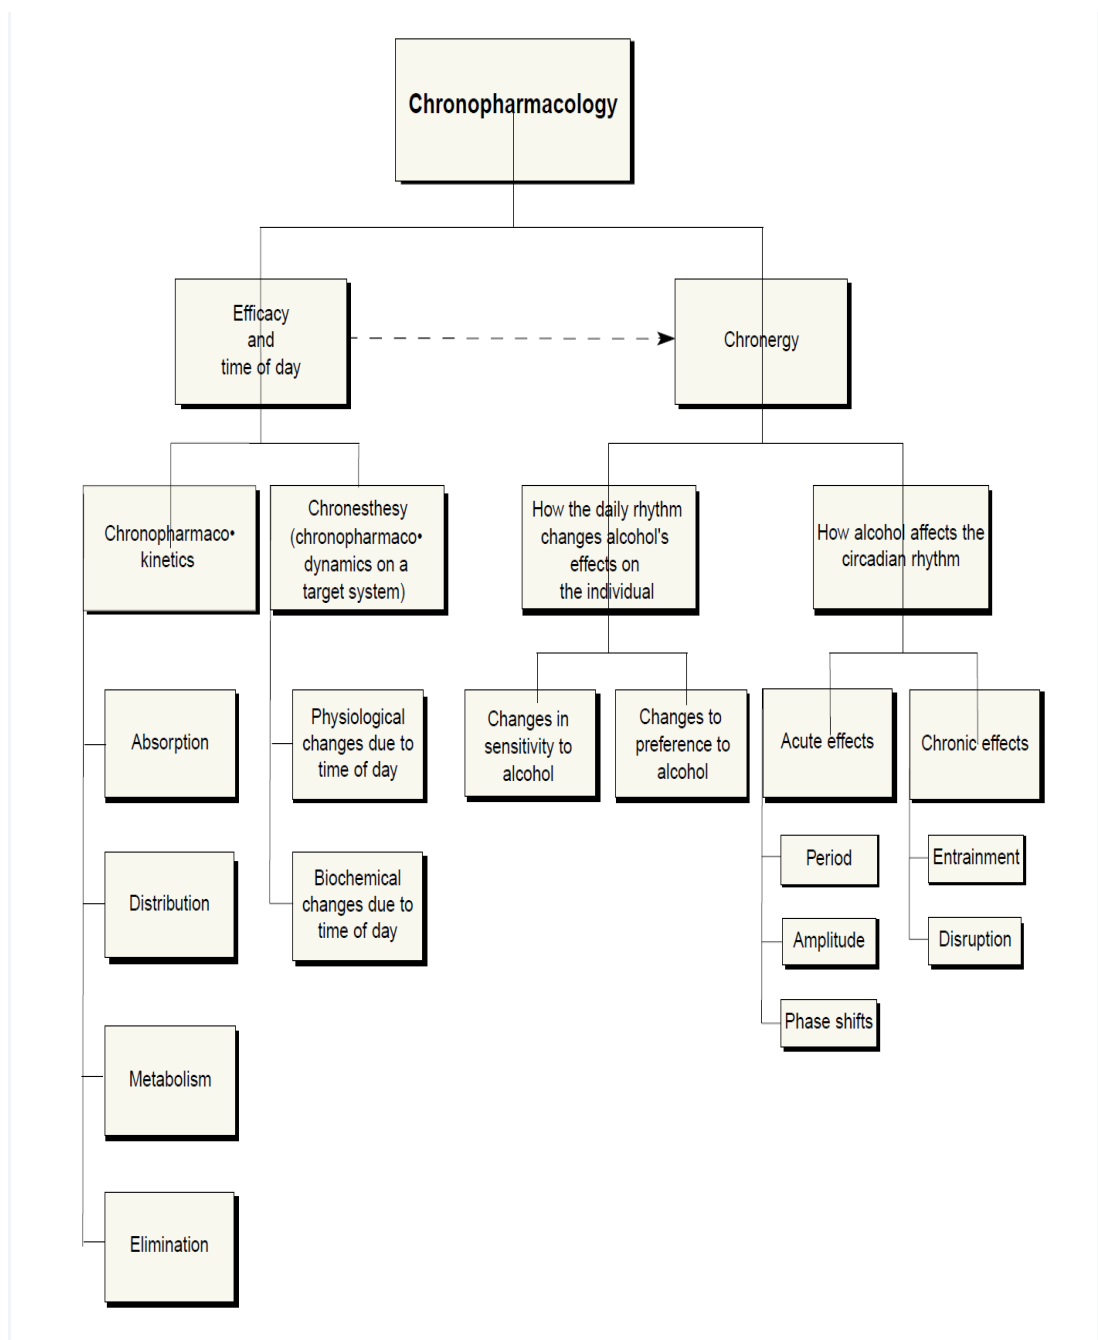 Chronopharmacology
Efficacy
and
time of day
Chronergy
Chronopharmaco•
kinetics
Chronesthesy
(chronopharmaco•
dynamics on a
target system)
How the daily rhythm
changes alcohol's
effects on
the individual
How alcohol affects the
circadian rhythm
Absorption
Physiological
changes due to
time of day
Changes in
sensitivity to
alcohol
Changes to
preference to
alcohol
Acute effects
Chronic effects
Distribution
Biochemical
changes due to
time of day
Period
Entrainment
Amplitude
Disruption
Phase shifts
Metabolism
Elimination